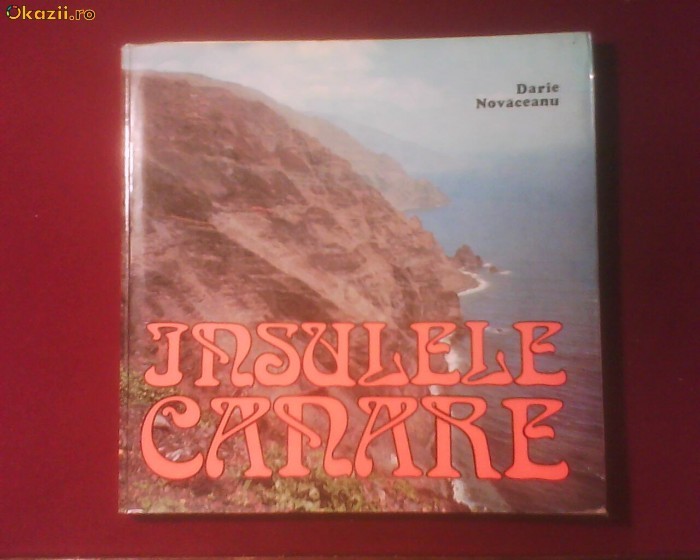 Okazii.ro
Darie
Novaceanu
INSULELE
CANARE